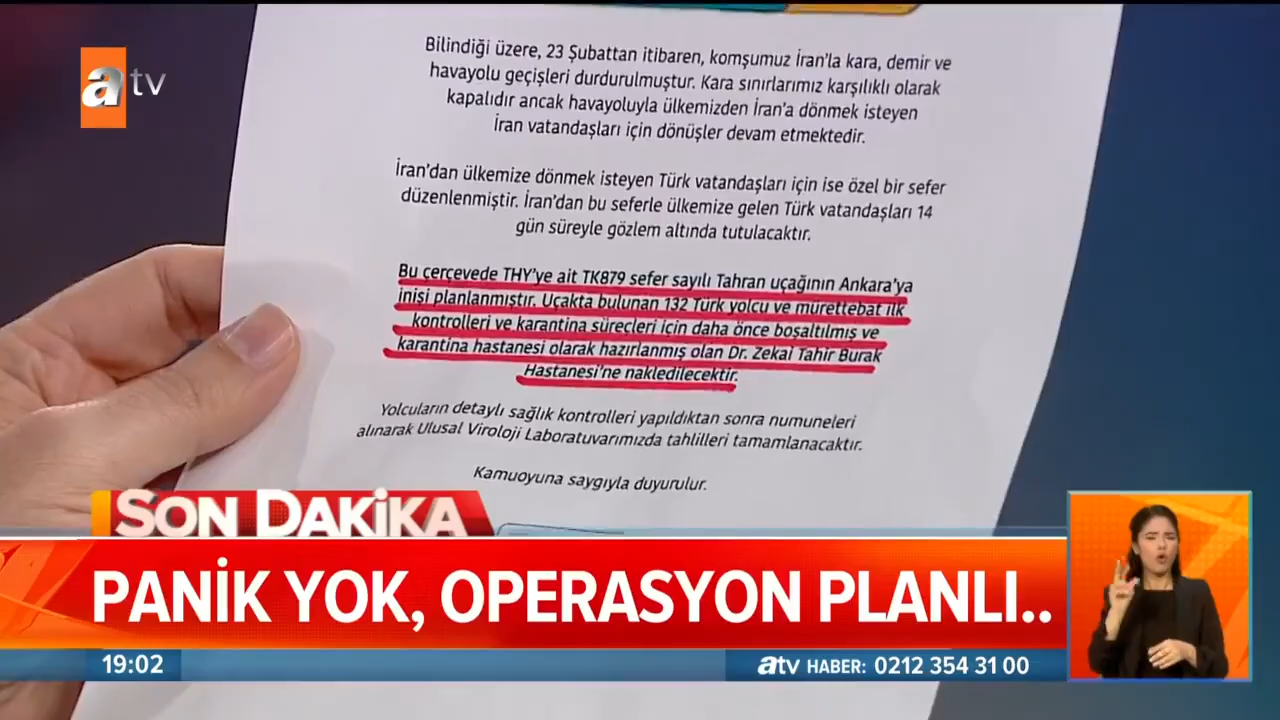 atv
Bilindiği üzere, 23 Şubattan itibaren, komşumuz İran'la kara, demir ve
havayolu geçişleri durdurulmuştur. Kara sınırlarımız karşılıklı olarak
kapalıdır ancak havayoluyla ülkemizden İran'a dönmek isteyen
İran vatandaşları için dönüşler devam etmektedir.
İran'dan ülkemize dönmek isteyen Türk vatandaşları için ise özel bir sefer
düzenlenmiştir. İran'dan bu seferle ülkemize gelen Türk vatandaşları 14
gün süreyle gözlem altında tutulacaktır.
Bu çerçevede THY'ye ait TK879 sefer sayılı Tahran uçağının Ankara'ya
inişi planlanmıştır. Uçakta bulunan 132 Türk yolcu ve mürettebat ilk
kontrolleri ve karantina süreçleri için daha önce boşaltılmış ve
karantina hastanesi olarak hazırlanmış olan Dr. Zekai Tahir Burak
Hastanesi'ne nakledilecektir.
Yolcuların detaylı sağlık kontrolleri yapıldıktan sonra numuneleri
alınarak Ulusal Viroloji Laboratuvarımızda tahlilleri tamamlanacaktır.
Kamuoyuna saygıyla duyurulur.
SON DAKİKA
PANİK YOK, OPERASYON PLANLI..
19:02
atv HABER: 0212 354 31 00